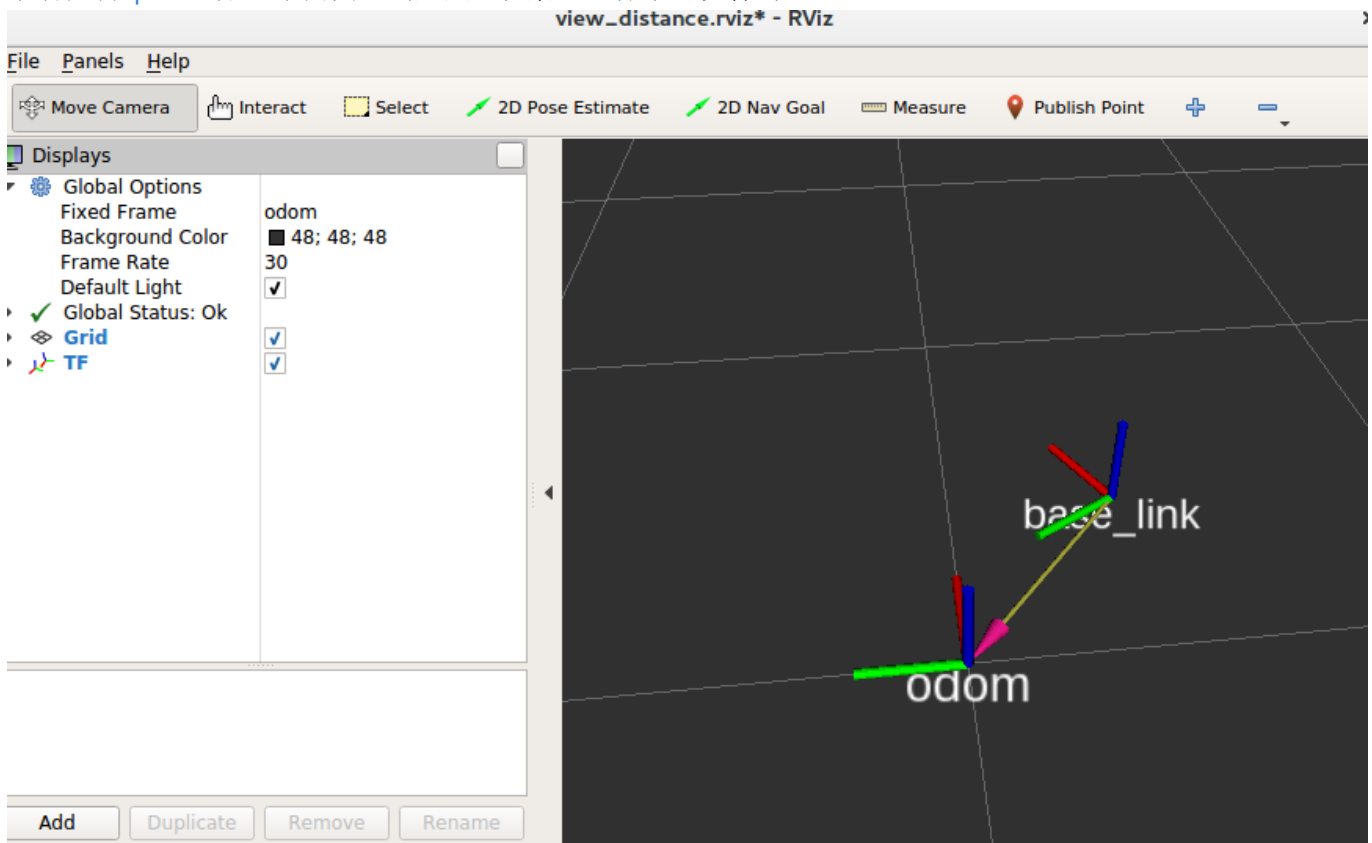 view_distance.rviz* - RViz
File Panels Help
Move Camera Interact Select 2D Pose Estimate 2D Nav Goal Measure Publish Point
Displays
Global Options
Fixed Frame odom
Background Color 48; 48; 48
Frame Rate 30
Default Light
Global Status: Ok
Grid
TF
base_link
odom
Add Duplicate Remove Rename